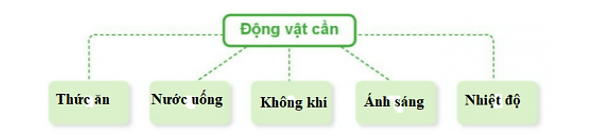 Động vật cần
Thức ăn
Nước uống
Không khí
Ánh sáng
Nhiệt độ